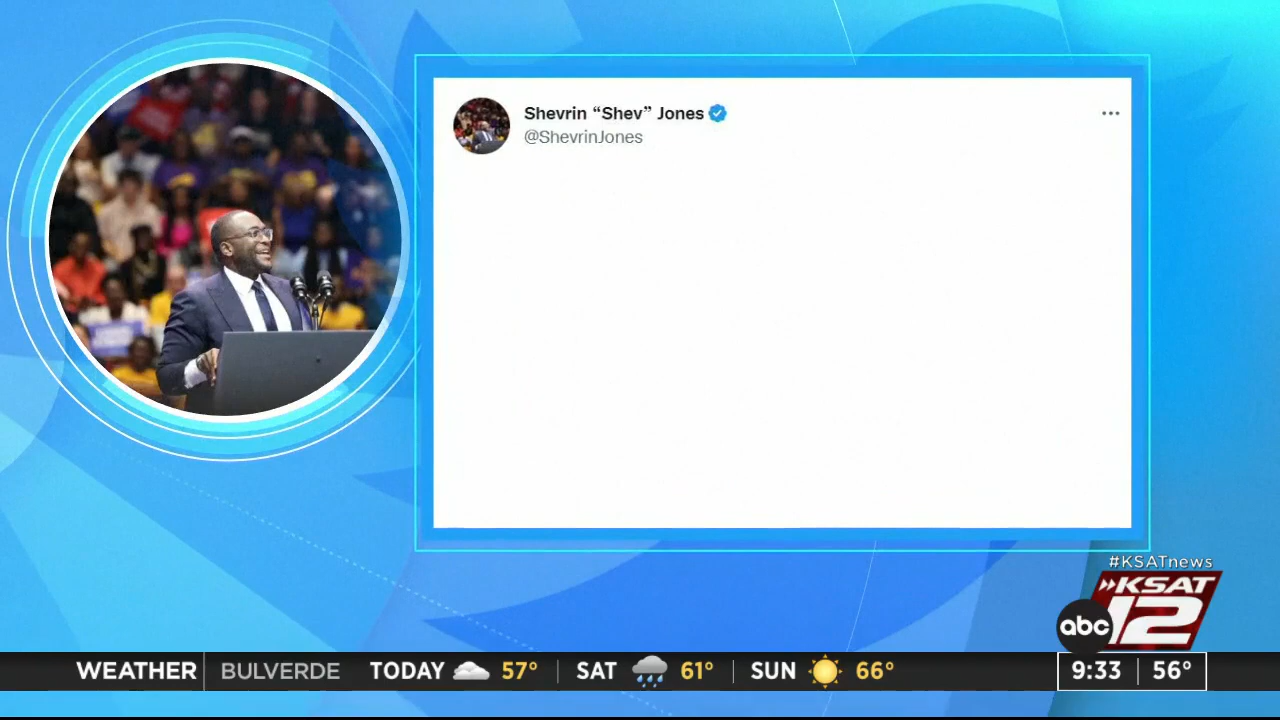 Shevrin “Shev” Jones
@ShevrinJones
#KSATnews
KSAT
abc 12
WEATHER BULVERDE TODAY 57° SAT 61° SUN 66° 9:33 56°